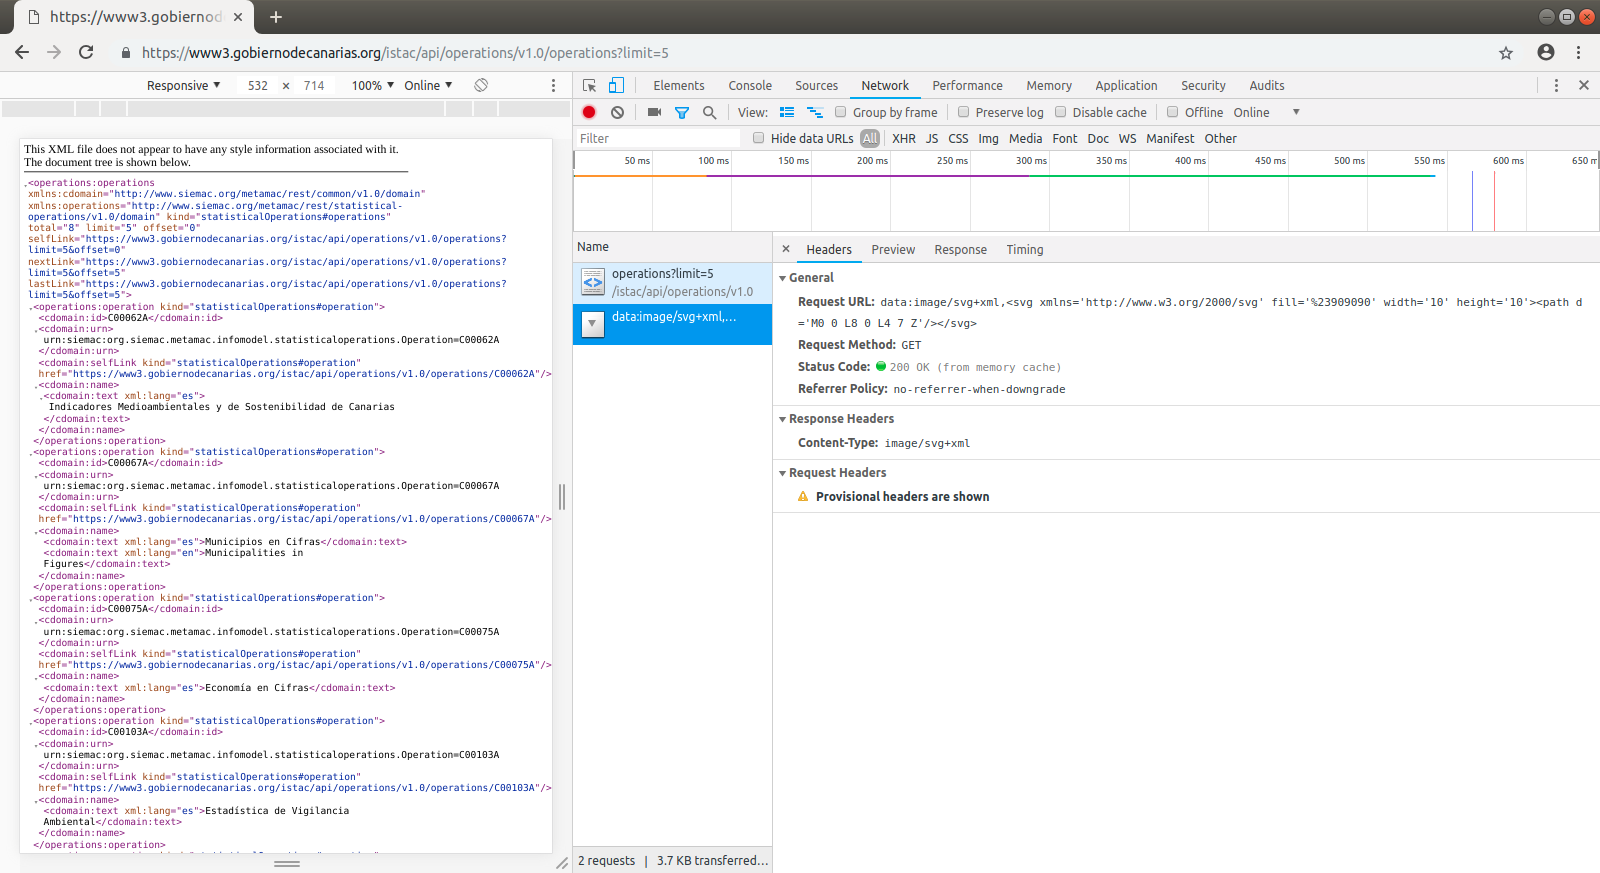 https://www3.gobiernod
https://www3.gobiernodecanarias.org/istac/api/operations/v1.0/operations?limit=5
Responsive ▼ 532 × 714 100% ▼ Online ▼
Elements Console Sources Network Performance Memory Application Security Audits
View: Group by frame Preserve log Disable cache Offline Online ▼
Filter Hide data URLs All XHR JS CSS Img Media Font Doc WS Manifest Other
50 ms 100 ms 150 ms 200 ms 250 ms 300 ms 350 ms 400 ms 450 ms 500 ms 550 ms 600 ms 650 m
This XML file does not appear to have any style information associated with it.
The document tree is shown below.
<operations:operations
xmlns:cdomain="http://www.siemac.org/metamac/rest/common/v1.0/domain"
xmlns:operations="http://www.siemac.org/metamac/rest/statistical-
operations/v1.0/domain" kind="statisticalOperations#operations"
total="8" limit="5" offset="0"
selfLink="https://www3.gobiernodecanarias.org/istac/api/operations/v1.0/operations?
limit=5&offset=0"
nextLink="https://www3.gobiernodecanarias.org/istac/api/operations/v1.0/operations?
limit=5&offset=5"
lastLink="https://www3.gobiernodecanarias.org/istac/api/operations/v1.0/operations?
limit=5&offset=5">
<operations:operation kind="statisticalOperations#operation">
<cdomain:id>C00062A</cdomain:id>
<cdomain:urn>
urn:siemac:org.siemac.metamac.infomodel.statisticaloperations.Operation=C00062A
</cdomain:urn>
<cdomain:selfLink kind="statisticalOperations#operation"
href="https://www3.gobiernodecanarias.org/istac/api/operations/v1.0/operations/C00062A"/>
<cdomain:name>
<cdomain:text xml:lang="es">
Indicadores Medioambientales y de Sostenibilidad de Canarias
</cdomain:text>
</cdomain:name>
</operations:operation>
<operations:operation kind="statisticalOperations#operation">
<cdomain:id>C00067A</cdomain:id>
<cdomain:urn>
urn:siemac:org.siemac.metamac.infomodel.statisticaloperations.Operation=C00067A
</cdomain:urn>
<cdomain:selfLink kind="statisticalOperations#operation"
href="https://www3.gobiernodecanarias.org/istac/api/operations/v1.0/operations/C00067A"/>
<cdomain:name>
<cdomain:text xml:lang="es">Municipios en Cifras</cdomain:text>
<cdomain:text xml:lang="en">Municipalities in
Figures</cdomain:text>
</cdomain:name>
</operations:operation>
<operations:operation kind="statisticalOperations#operation">
<cdomain:id>C00075A</cdomain:id>
<cdomain:urn>
urn:siemac:org.siemac.metamac.infomodel.statisticaloperations.Operation=C00075A
</cdomain:urn>
<cdomain:selfLink kind="statisticalOperations#operation"
href="https://www3.gobiernodecanarias.org/istac/api/operations/v1.0/operations/C00075A"/>
<cdomain:name>
<cdomain:text xml:lang="es">Economía en Cifras</cdomain:text>
</cdomain:name>
</operations:operation>
<operations:operation kind="statisticalOperations#operation">
<cdomain:id>C00103A</cdomain:id>
<cdomain:urn>
urn:siemac:org.siemac.metamac.infomodel.statisticaloperations.Operation=C00103A
</cdomain:urn>
<cdomain:selfLink kind="statisticalOperations#operation"
href="https://www3.gobiernodecanarias.org/istac/api/operations/v1.0/operations/C00103A"/>
<cdomain:name>
<cdomain:text xml:lang="es">Estadística de Vigilancia
Ambiental</cdomain:text>
</cdomain:name>
</operations:operation>
Name
operations?limit=5
/istac/api/operations/v1.0
data:image/svg+xml,...
2 requests | 3.7 KB transferred...
Headers Preview Response Timing
General
Request URL: data:image/svg+xml,<svg xmlns='http://www.w3.org/2000/svg' fill='%23909090' width='10' height='10'><path d
='M0 0 L8 0 L4 7 Z'/></svg>
Request Method: GET
Status Code: 200 OK (from memory cache)
Referrer Policy: no-referrer-when-downgrade
Response Headers
Content-Type: image/svg+xml
Request Headers
Provisional headers are shown